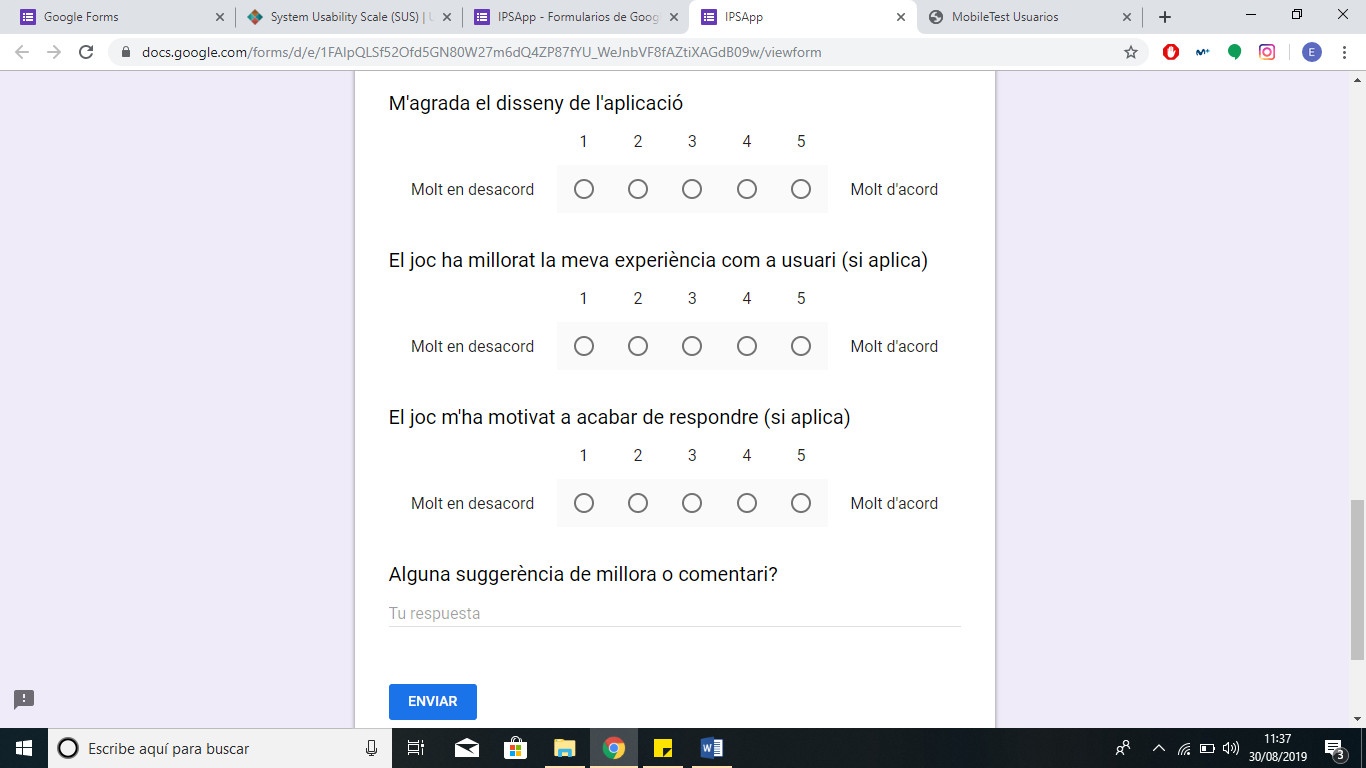 Google Forms
System Usability Scale (SUS) |
IPSApp - Formularios de Goog
IPSApp
MobileTest Usuarios
docs.google.com/forms/d/e/1FAIpQLSf52Ofd5GN80W27m6dQ4ZP87fYU_WeJnbVF8fAZtiXAGdB09w/viewform
E
M'agrada el disseny de l'aplicació
1 2 3 4 5
Molt en desacord Molt d'acord
El joc ha millorat la meva experiència com a usuari (si aplica)
1 2 3 4 5
Molt en desacord Molt d'acord
El joc m'ha motivat a acabar de respondre (si aplica)
1 2 3 4 5
Molt en desacord Molt d'acord
Alguna suggerència de millora o comentari?
Tu respuesta
ENVIAR
Escribe aquí para buscar
11:37
30/08/2019
3